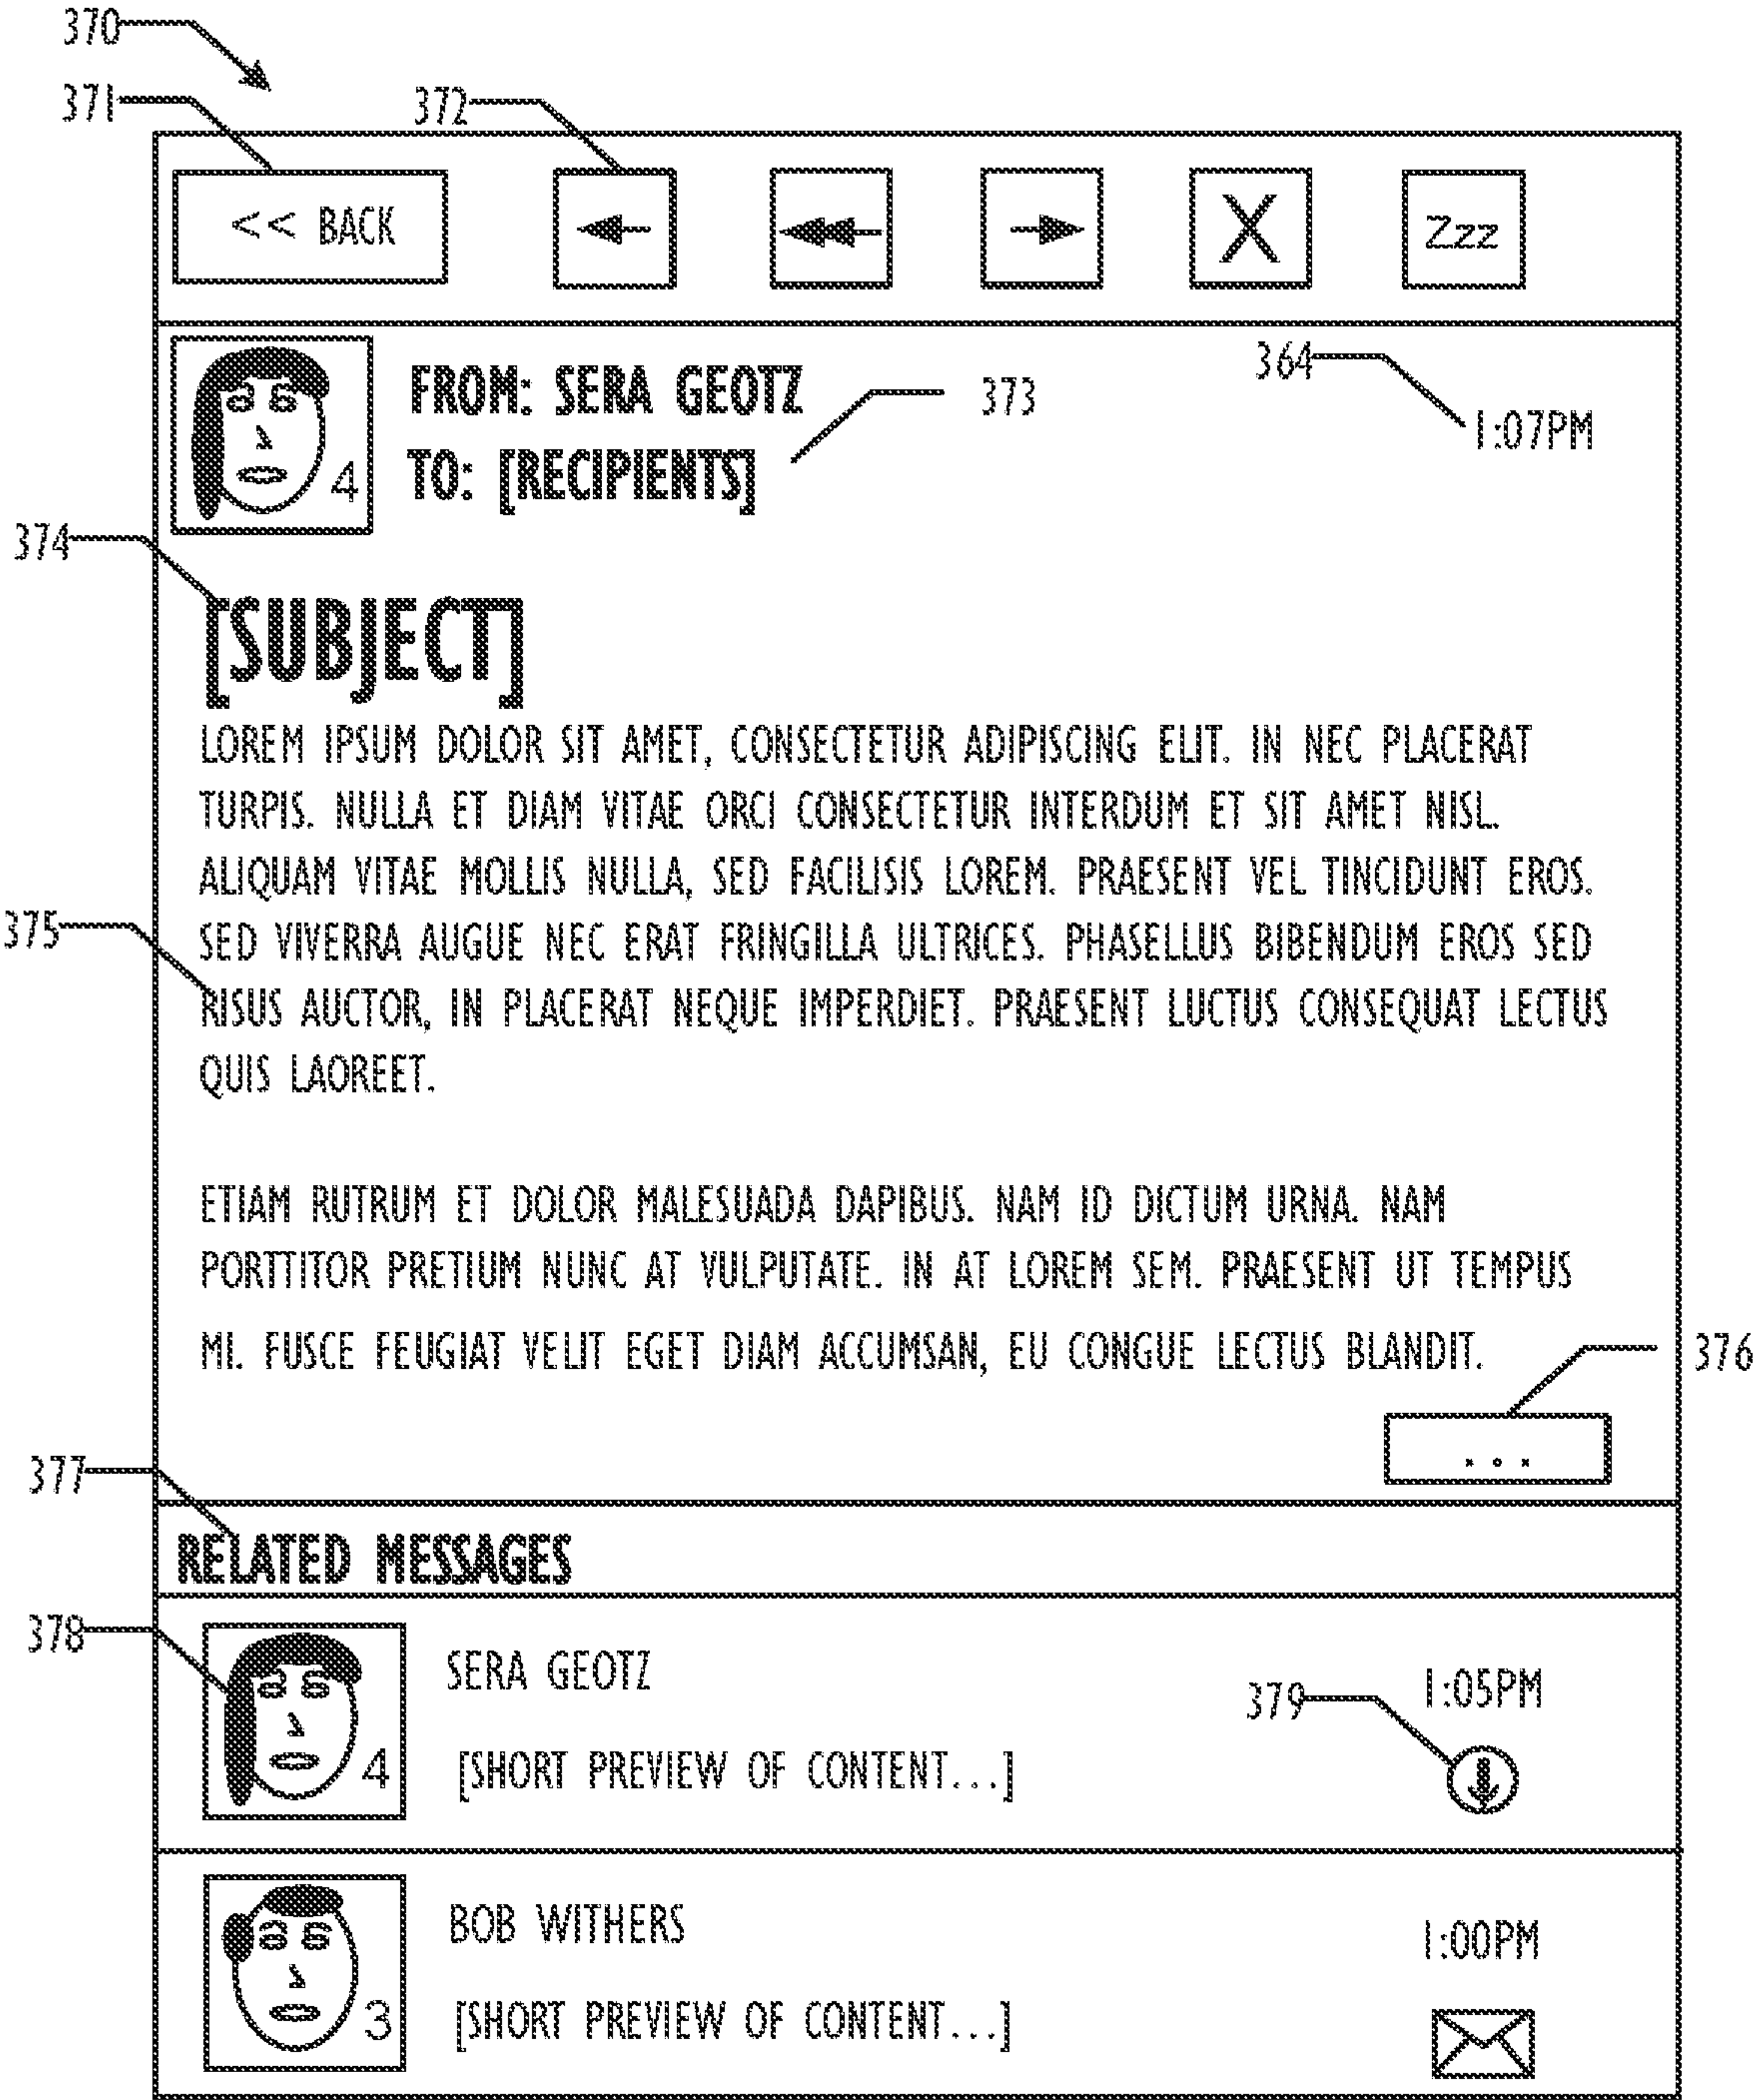 370
371
372
<< BACK
X
Zzz
FROM: SERA GEOTZ
364
373
1:07PM
TO: [RECIPIENTS]
4
374
[SUBJECT]
LOREM IPSUM DOLOR SIT AMET, CONSECTETUR ADIPISCING ELIT. IN NEC PLACERAT
TURPIS. NULLA ET DIAM VITAE ORCI CONSECTETUR INTERDUM ET SIT AMET NISL.
ALIQUAM VITAE MOLLIS NULLA, SED FACILISIS LOREM. PRAESENT VEL TINCIDUNT EROS.
375
SED VIVERRA AUGUE NEC ERAT FRINGILLA ULTRICES. PHASELLUS BIBENDUM EROS SED
RISUS AUCTOR, IN PLACERAT NEQUE IMPERDIET. PRAESENT LUCTUS CONSEQUAT LECTUS
QUIS LAOREET.
ETIAM RUTRUM ET DOLOR MALESUADA DAPIBUS. NAM ID DICTUM URNA. NAM
PORTTITOR PRETIUM NUNC AT VULPUTATE. IN AT LOREM SEM. PRAESENT UT TEMPUS
MI. FUSCE FEUGIAT VELIT EGET DIAM ACCUMSAN, EU CONGUE LECTUS BLANDIT.
376
...
377
RELATED MESSAGES
378
SERA GEOTZ
379
1:05PM
4
[SHORT PREVIEW OF CONTENT...]
BOB WITHERS
1:00PM
3
[SHORT PREVIEW OF CONTENT...]